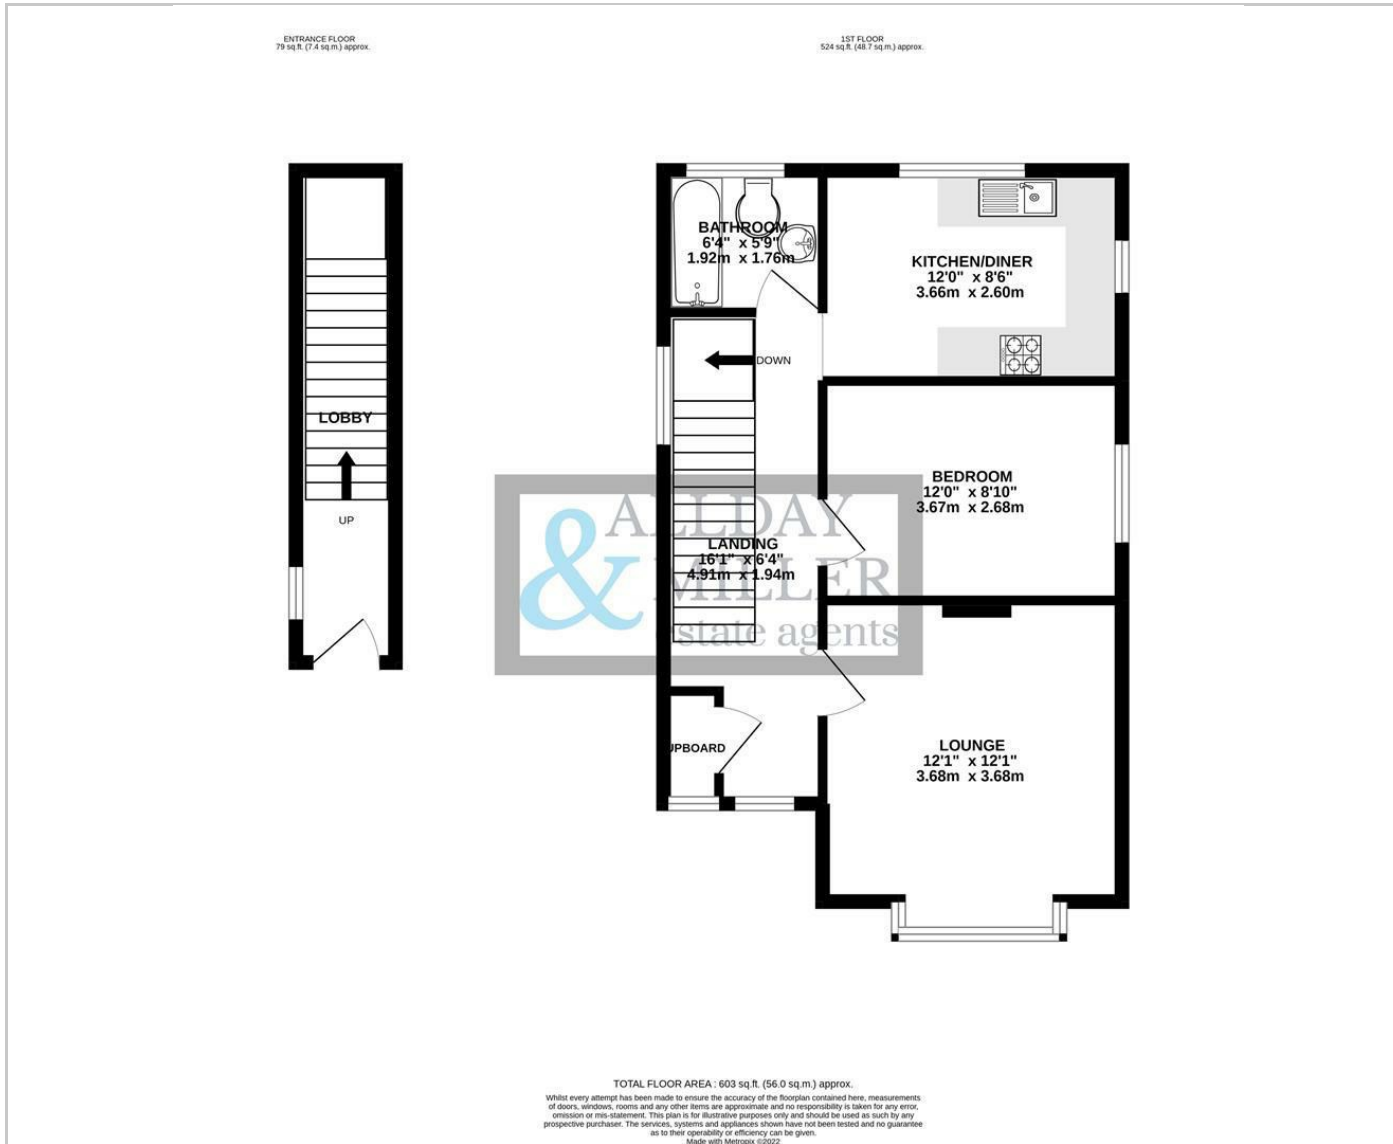 ENTRANCE FLOOR
79 sq.ft. (7.4 sq.m.) approx.
1ST FLOOR
524 sq.ft. (48.7 sq.m.) approx.
LOBBY
UP
BATHROOM
6'4" x 5'9"
1.92m x 1.76m
KITCHEN/DINER
12'0" x 8'6"
3.66m x 2.60m
DOWN
BEDROOM
12'0" x 8'10"
3.67m x 2.68m
ALLDAY
& MILLER
estate agents
LANDING
16'1" x 6'4"
4.91m x 1.94m
UPBOARD
LOUNGE
12'1" x 12'1"
3.68m x 3.68m
TOTAL FLOOR AREA : 603 sq.ft. (56.0 sq.m.) approx.
Whilst every attempt has been made to ensure the accuracy of the floorplan contained here, measurements
of doors, windows, rooms and any other items are approximate and no responsibility is taken for any error,
omission or mis-statement. This plan is for illustrative purposes only and should be used as such by any
prospective purchaser. The services, systems and appliances shown have not been tested and no guarantee
as to their operability or efficiency can be given.
Made with Metropix ©2022